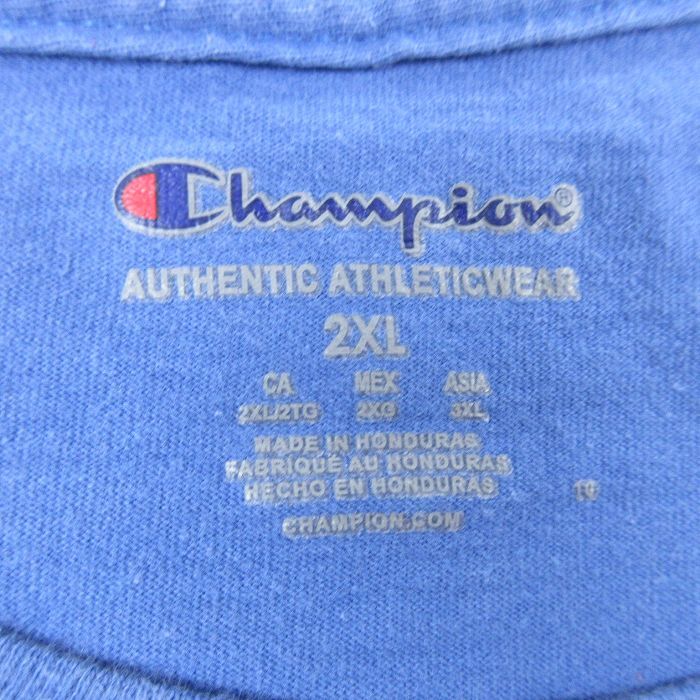 Champion®
AUTHENTIC ATHLETICWEAR
2XL
CA MEX ASIA
2XL/2TG 2XG 3XL
MADE IN HONDURAS
FABRIQUÉ AU HONDURAS
HECHO EN HONDURAS
CHAMPION.COM